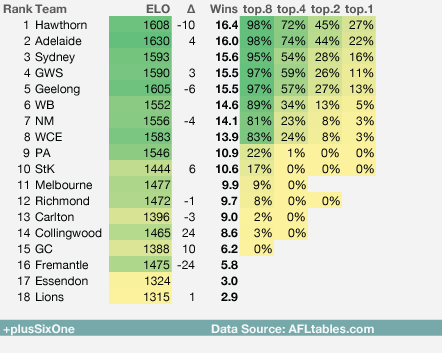 Rank Team ELO Δ Wins top.8 top.4 top.2 top.1
1 Hawthorn 1608 -10 16.4 98% 72% 45% 27%
2 Adelaide 1630 4 16.0 98% 74% 44% 22%
3 Sydney 1593 15.6 95% 54% 28% 16%
4 GWS 1590 3 15.5 97% 59% 26% 11%
5 Geelong 1605 -6 15.5 97% 57% 27% 13%
6 WB 1552 14.6 89% 34% 13% 5%
7 NM 1556 -4 14.1 81% 23% 8% 3%
8 WCE 1583 13.9 83% 24% 8% 3%
9 PA 1546 10.9 22% 1% 0% 0%
10 StK 1444 6 10.6 17% 0% 0% 0%
11 Melbourne 1477 9.9 9% 0%
12 Richmond 1472 -1 9.7 8% 0% 0%
13 Carlton 1396 -3 9.0 2% 0%
14 Collingwood 1465 24 8.6 3% 0%
15 GC 1388 10 6.2 0%
16 Fremantle 1475 -24 5.8
17 Essendon 1324 3.0
18 Lions 1315 1 2.9
+plusSixOne Data Source: AFLtables.com